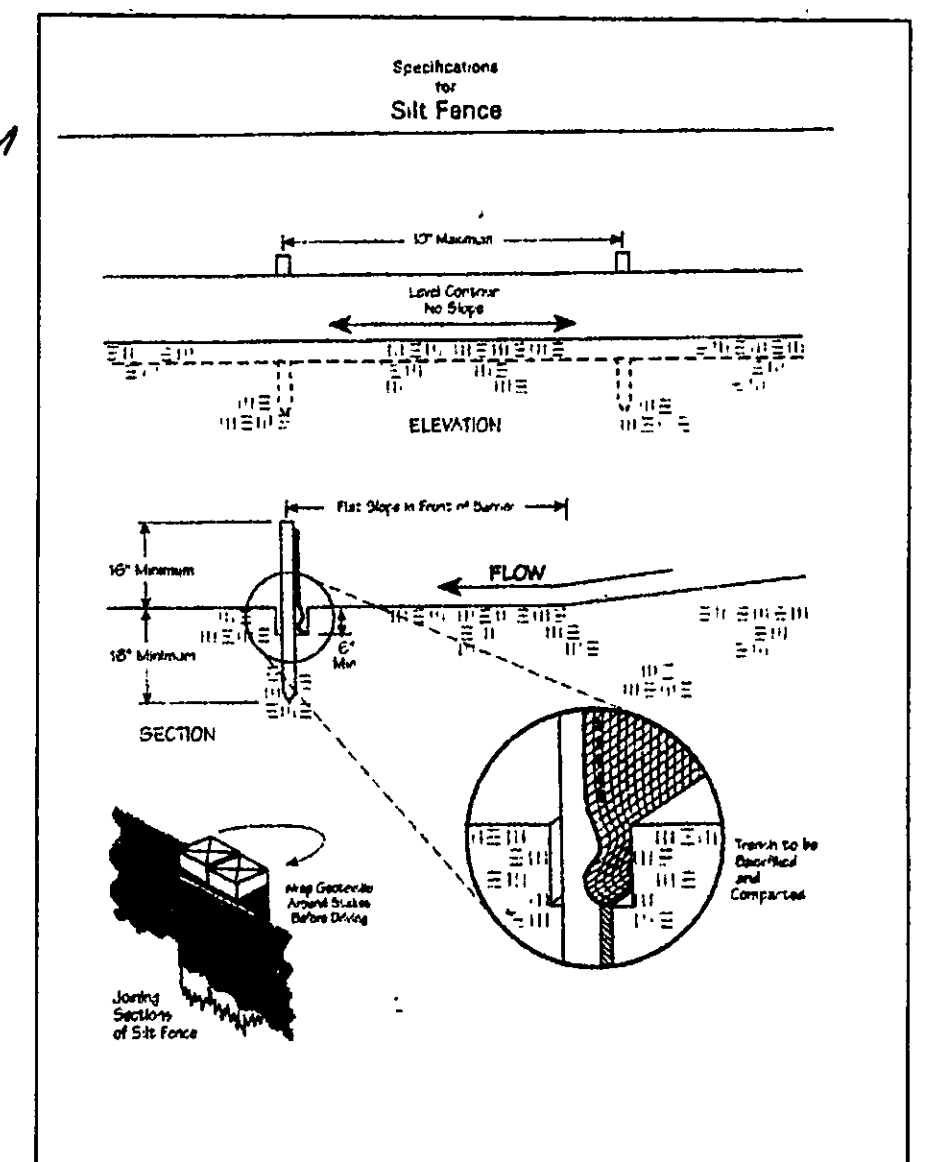 Specifications
for
Silt Fence
Maximum
Level Contour
No Slope
ELEVATION
Flat Slope in Front of Barrier
16" Minimum
FLOW
6"
Min
18" Minimum
SECTION
Trench to be
Backfilled
and
Compacted
Wrap Geotextile
Around Stakes
Before Driving
Joining
Sections
of Silt Fence